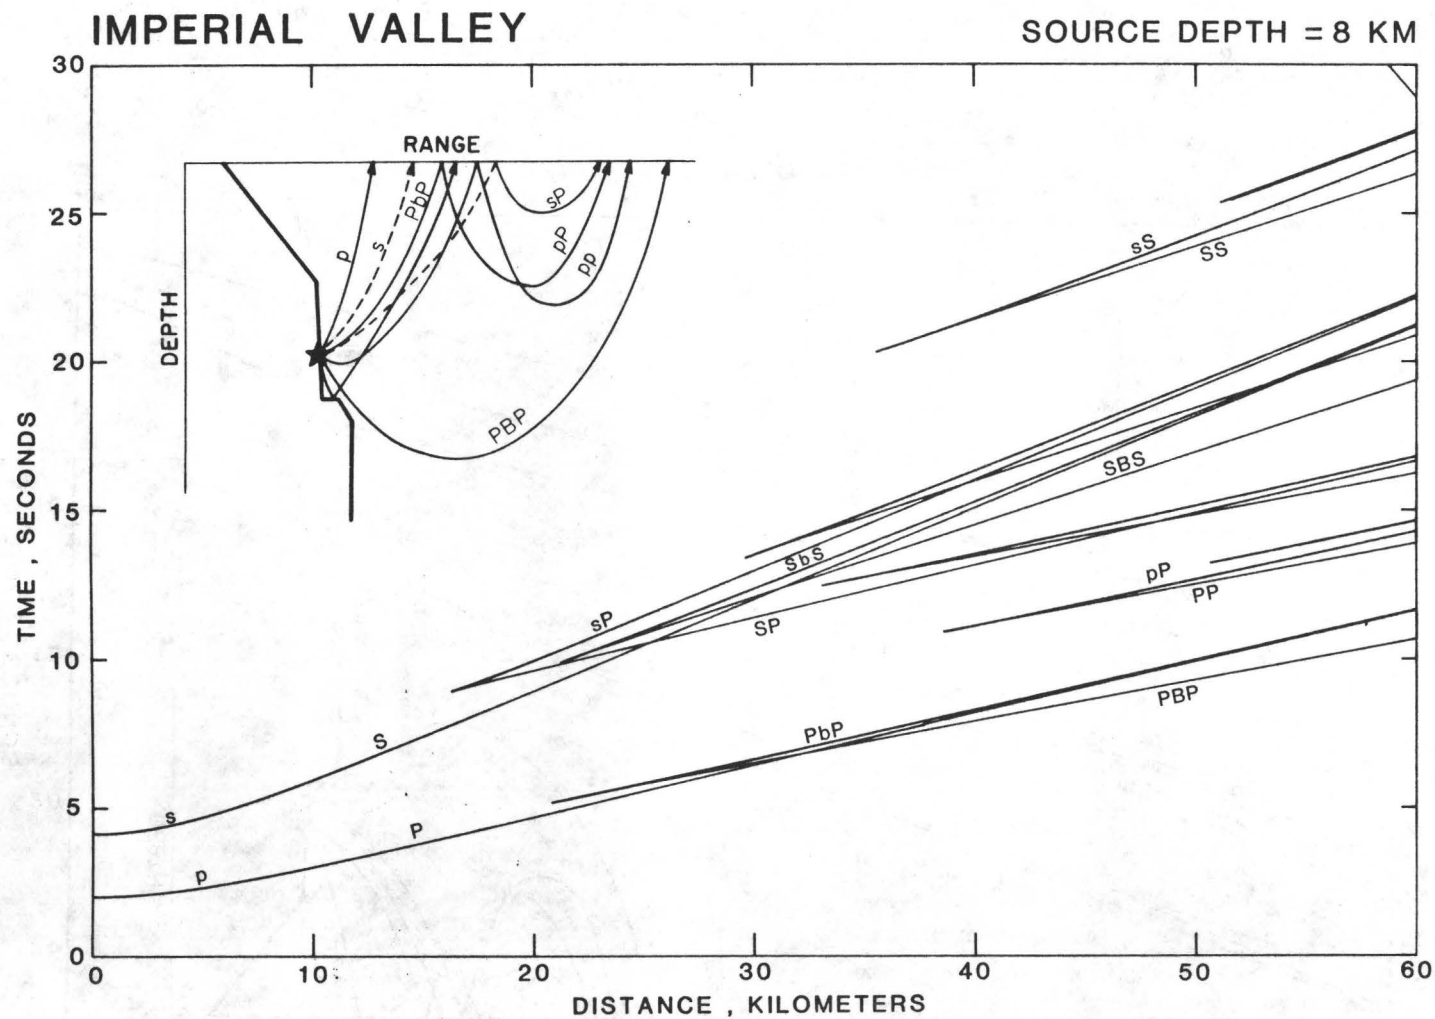 IMPERIAL VALLEY
SOURCE DEPTH = 8 KM
30
25
20
15
10
5
0
TIME , SECONDS
RANGE
DEPTH
p
s
PbP
sP
pP
pp
PBP
sS
SS
SBS
SbS
sP
SP
pP
PP
PbP
PBP
S
s
P
p
0
10
20
30
40
50
60
DISTANCE , KILOMETERS